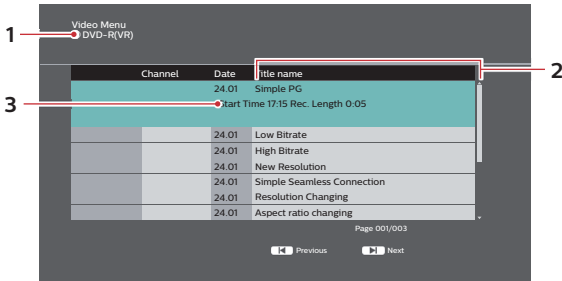 Video Menu
1
DVD-R(VR)
2
Channel Date Title name
24.01 Simple PG
3
Start Time 17:15 Rec. Length 0:05
24.01 Low Bitrate
24.01 High Bitrate
24.01 New Resolution
24.01 Simple Seamless Connection
24.01 Resolution Changing
24.01 Aspect ratio changing
Page 001/003
Previous Next